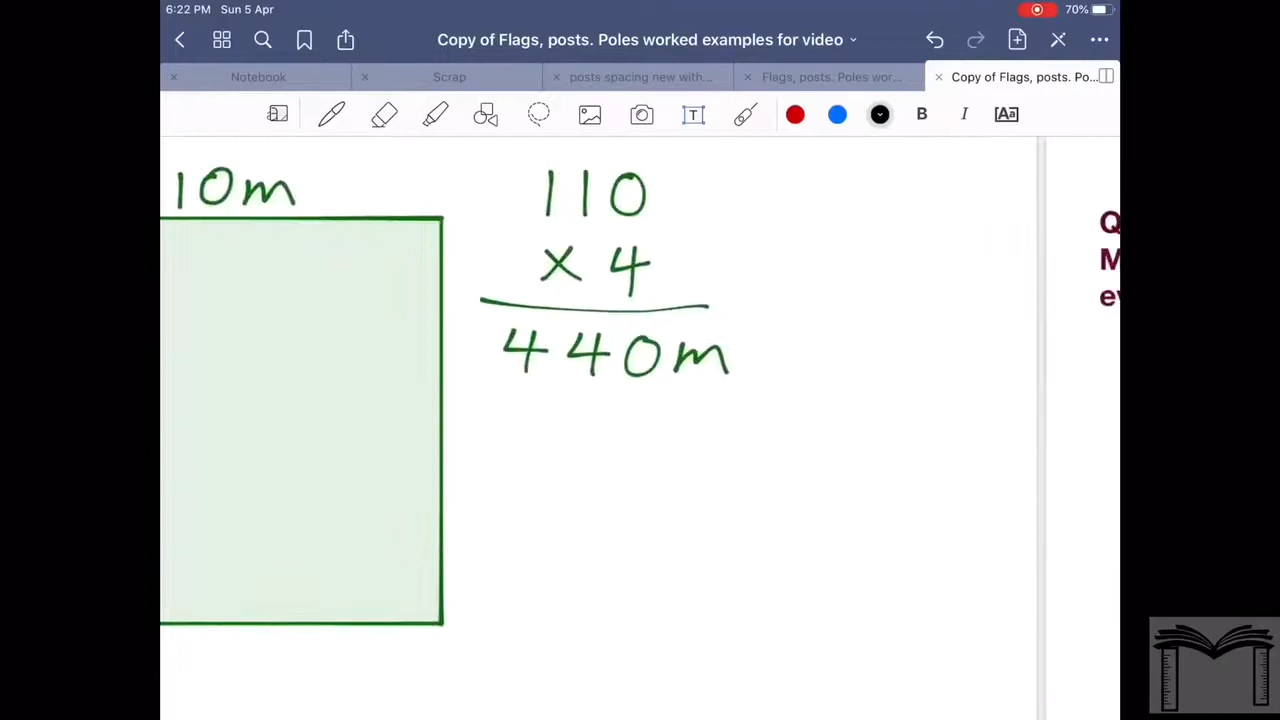 6:22 PM Sun 5 Apr 70%
Copy of Flags, posts. Poles worked examples for video
Notebook
Scrap
posts spacing new with...
Flags, posts. Poles wor...
Copy of Flags, posts. Po...
T B I [Aa]
10m
110
× 4
440m
Q
M
ev